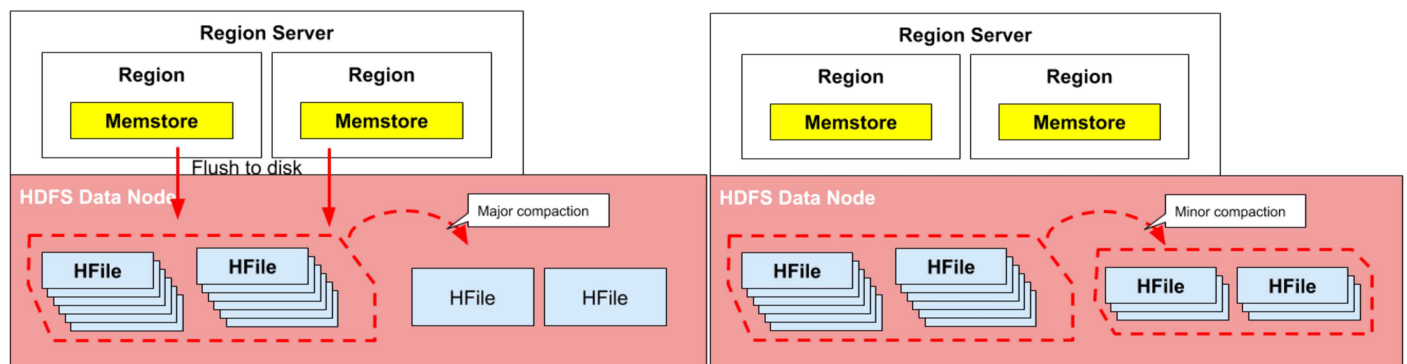 Region Server
Region
Region
Memstore
Memstore
Flush to disk
HDFS Data Node
Major compaction
HFile
HFile
HFile
HFile
Region Server
Region
Region
Memstore
Memstore
HDFS Data Node
Minor compaction
HFile
HFile
HFile
HFile